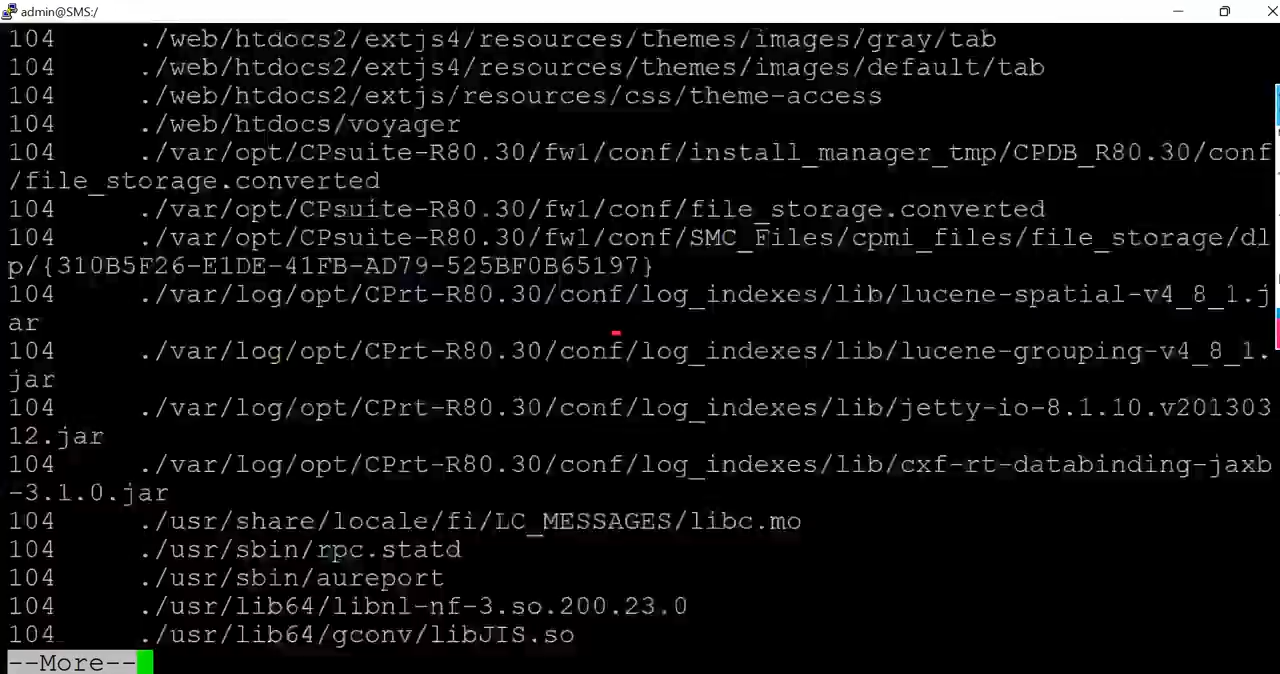 admin@SMS:/
104 ./web/htdocs2/extjs4/resources/themes/images/gray/tab
104 ./web/htdocs2/extjs4/resources/themes/images/default/tab
104 ./web/htdocs2/extjs/resources/css/theme-access
104 ./web/htdocs/voyager
104 ./var/opt/CPsuite-R80.30/fw1/conf/install_manager_tmp/CPDB_R80.30/conf
/file_storage.converted
104 ./var/opt/CPsuite-R80.30/fw1/conf/file_storage.converted
104 ./var/opt/CPsuite-R80.30/fw1/conf/SMC_Files/cpmi_files/file_storage/dl
p/{310B5F26-E1DE-41FB-AD79-525BF0B65197}
104 ./var/log/opt/CPrt-R80.30/conf/log_indexes/lib/lucene-spatial-v4_8_1.j
ar
104 ./var/log/opt/CPrt-R80.30/conf/log_indexes/lib/lucene-grouping-v4_8_1.
jar
104 ./var/log/opt/CPrt-R80.30/conf/log_indexes/lib/jetty-io-8.1.10.v201303
12.jar
104 ./var/log/opt/CPrt-R80.30/conf/log_indexes/lib/cxf-rt-databinding-jaxb
-3.1.0.jar
104 ./usr/share/locale/fi/LC_MESSAGES/libc.mo
104 ./usr/sbin/rpc.statd
104 ./usr/sbin/aureport
104 ./usr/lib64/libnl-nf-3.so.200.23.0
104 ./usr/lib64/gconv/libJIS.so
--More--